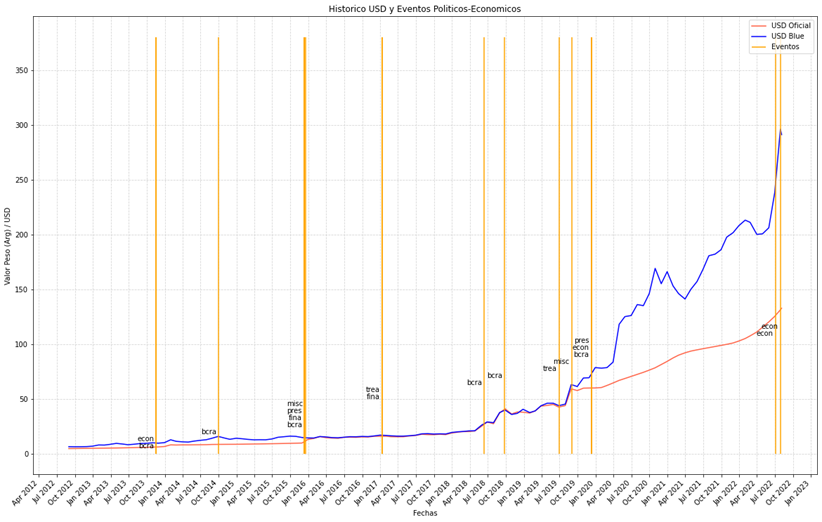 Historico USD y Eventos Politicos-Economicos
USD Oficial
USD Blue
Eventos
Valor Peso (Arg) / USD
350
300
250
200
150
100
50
0
econ
bcra
bcra
misc
pres
fina
bcra
trea
fina
bcra
bcra
misc
trea
pres
econ
bcra
econ
econ
Apr 2012
Jul 2012
Oct 2012
Jan 2013
Apr 2013
Jul 2013
Oct 2013
Jan 2014
Apr 2014
Jul 2014
Oct 2014
Jan 2015
Apr 2015
Jul 2015
Oct 2015
Jan 2016
Apr 2016
Jul 2016
Oct 2016
Jan 2017
Apr 2017
Jul 2017
Oct 2017
Jan 2018
Apr 2018
Jul 2018
Oct 2018
Jan 2019
Apr 2019
Jul 2019
Oct 2019
Jan 2020
Apr 2020
Jul 2020
Oct 2020
Jan 2021
Apr 2021
Jul 2021
Oct 2021
Jan 2022
Apr 2022
Jul 2022
Oct 2022
Jan 2023
Fechas